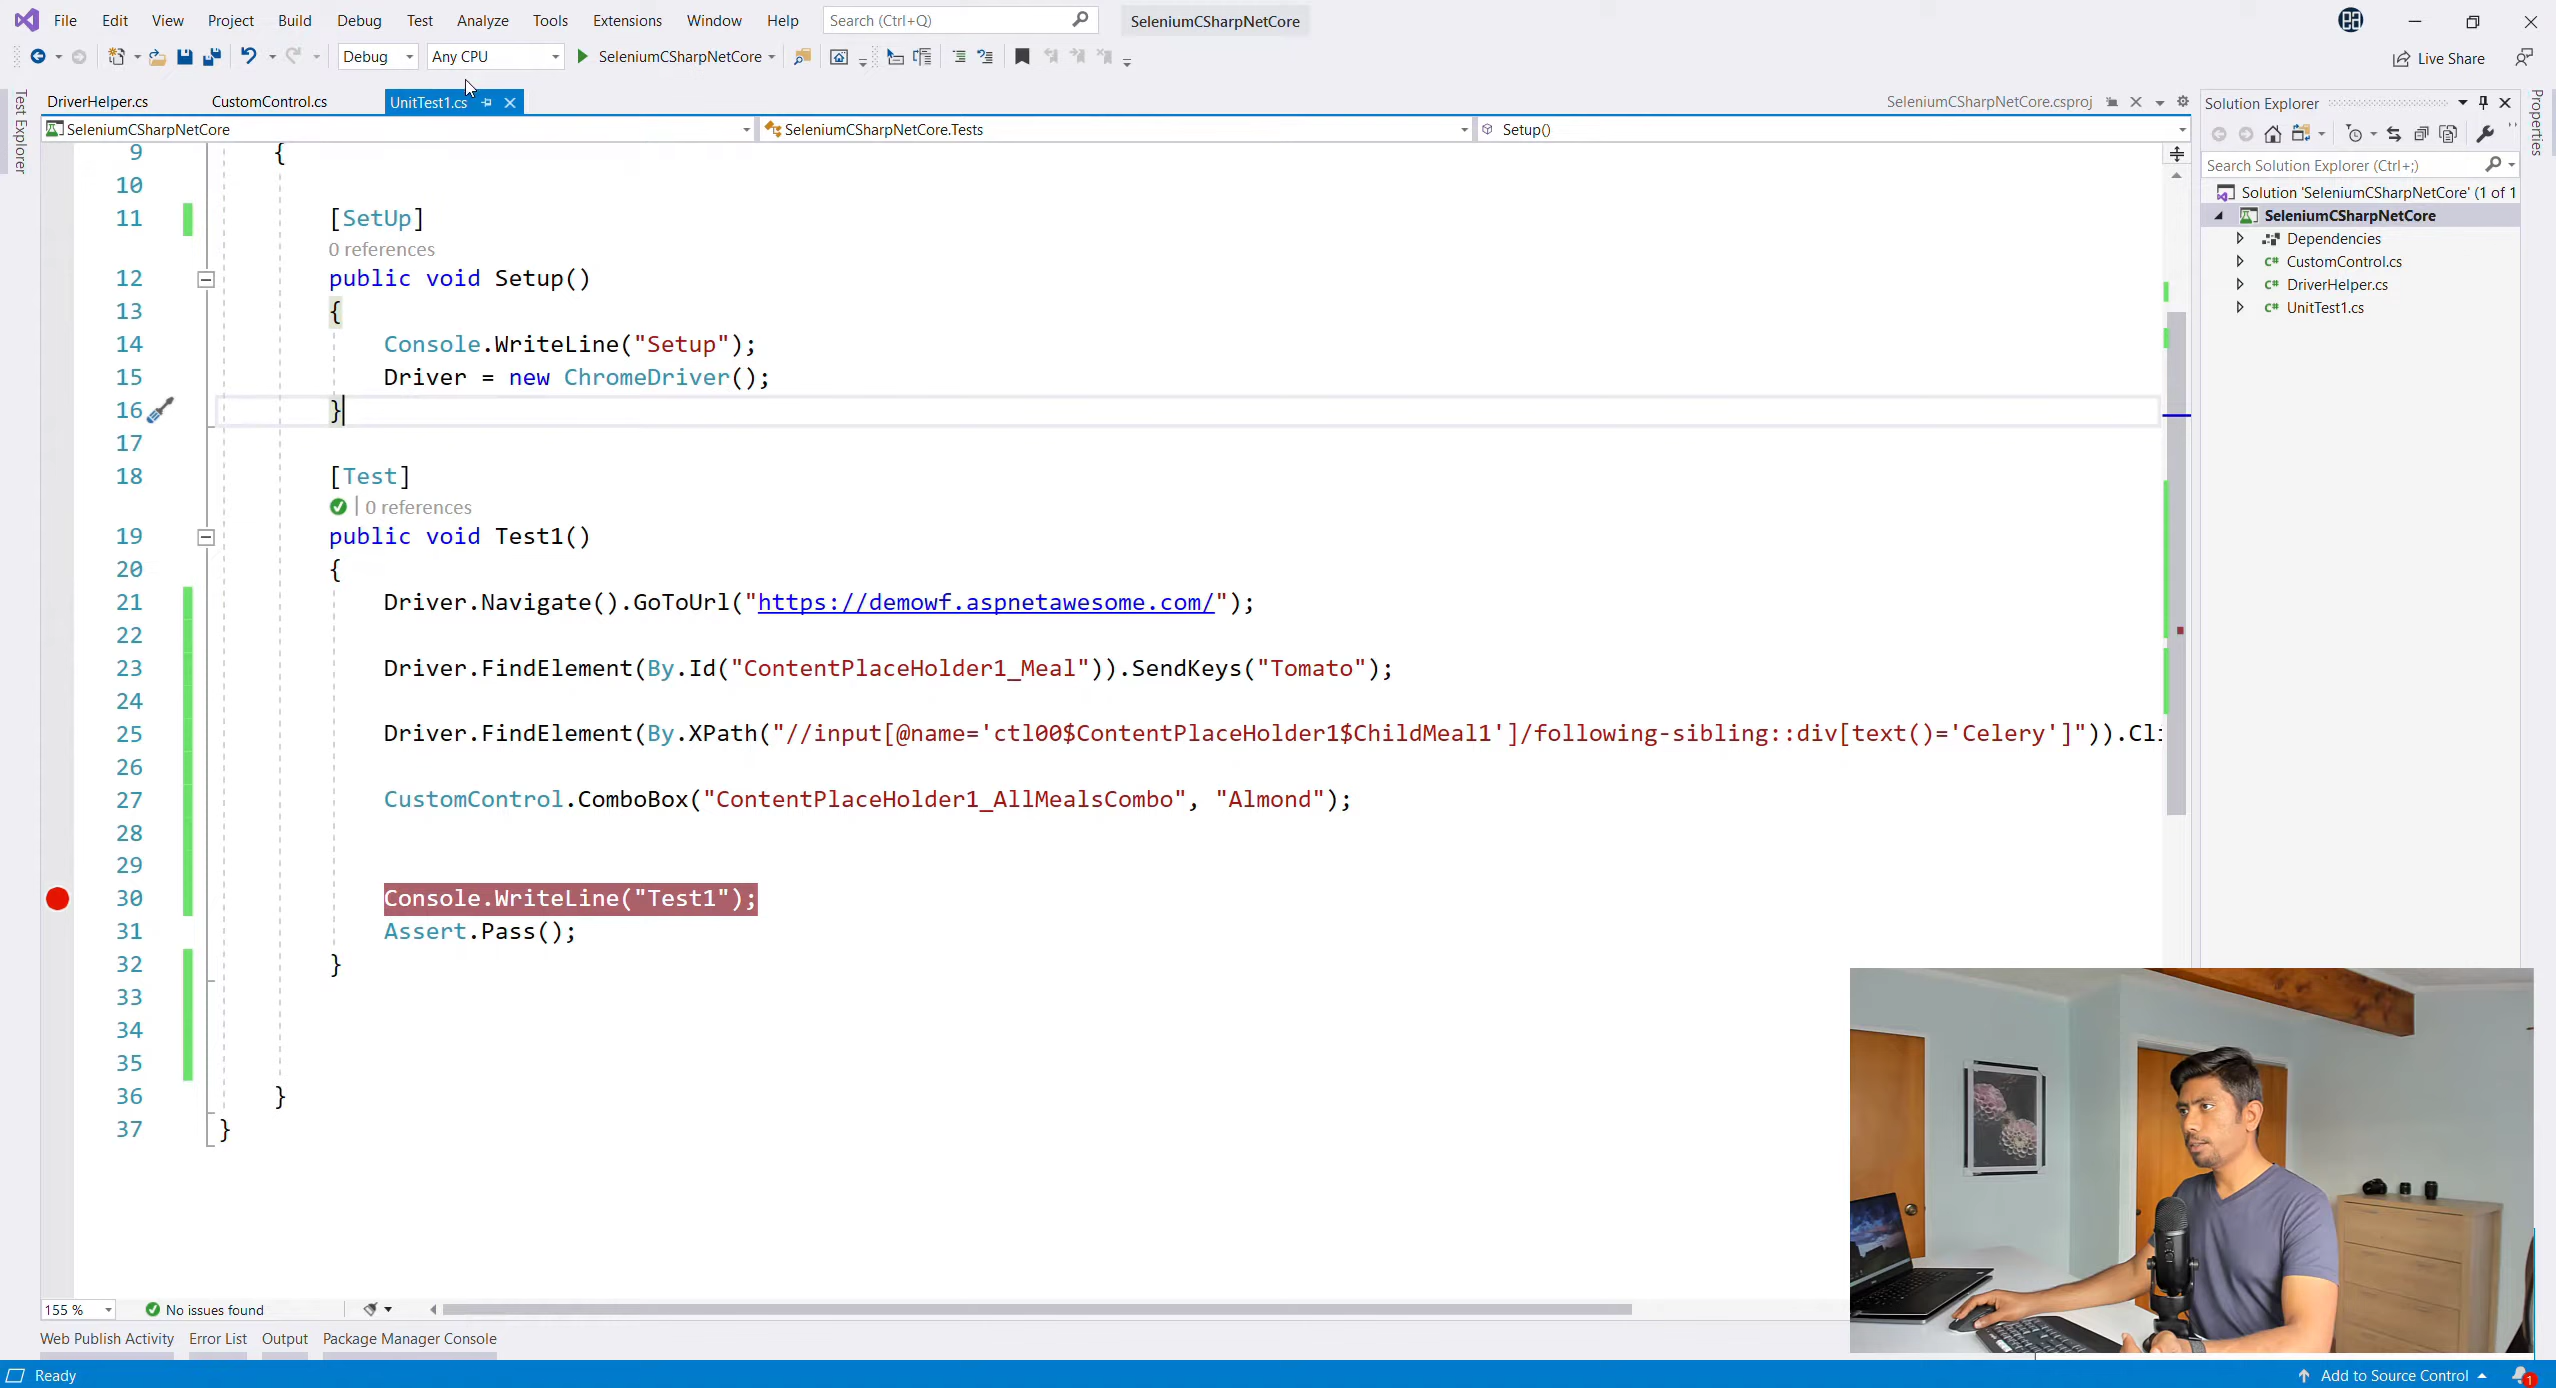 File Edit View Project Build Debug Test Analyze Tools Extensions Window Help Search (Ctrl+Q) SeleniumCSharpNetCore
Debug Any CPU SeleniumCSharpNetCore Live Share
DriverHelper.cs CustomControl.cs UnitTest1.cs SeleniumCSharpNetCore.csproj
SeleniumCSharpNetCore SeleniumCSharpNetCore.Tests Setup()
Test Explorer
9 {
10
11 [SetUp]
0 references
12 public void Setup()
13 {
14 Console.WriteLine("Setup");
15 Driver = new ChromeDriver();
16 }
17
18 [Test]
0 references
19 public void Test1()
20 {
21 Driver.Navigate().GoToUrl("https://demowf.aspnetawesome.com/");
22
23 Driver.FindElement(By.Id("ContentPlaceHolder1_Meal")).SendKeys("Tomato");
24
25 Driver.FindElement(By.XPath("//input[@name='ctl00$ContentPlaceHolder1$ChildMeal1']/following-sibling::div[text()='Celery']")).Cli
26
27 CustomControl.ComboBox("ContentPlaceHolder1_AllMealsCombo", "Almond");
28
29
30 Console.WriteLine("Test1");
31 Assert.Pass();
32 }
33
34
35
36 }
37 }
Solution Explorer
Search Solution Explorer (Ctrl+;)
Solution 'SeleniumCSharpNetCore' (1 of 1
SeleniumCSharpNetCore
Dependencies
CustomControl.cs
DriverHelper.cs
UnitTest1.cs
Properties
155 % No issues found
Web Publish Activity Error List Output Package Manager Console
Ready Add to Source Control 1